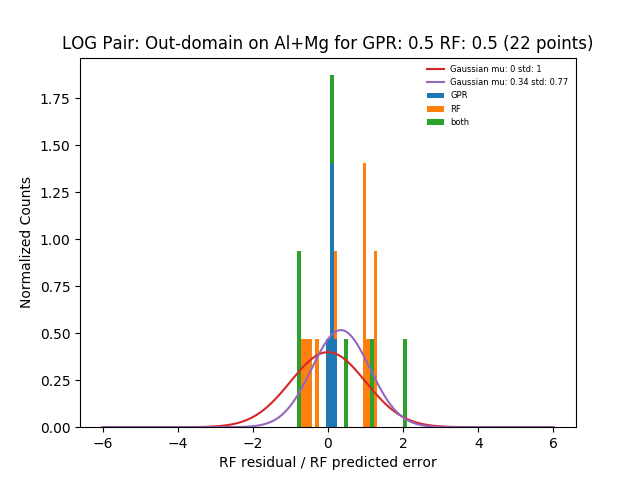 LOG Pair: Out-domain on Al+Mg for GPR: 0.5 RF: 0.5 (22 points)
Gaussian mu: 0 std: 1
Gaussian mu: 0.34 std: 0.77
GPR
RF
both
Normalized Counts
1.75
1.50
1.25
1.00
0.75
0.50
0.25
0.00
−6 −4 −2 0 2 4 6
RF residual / RF predicted error